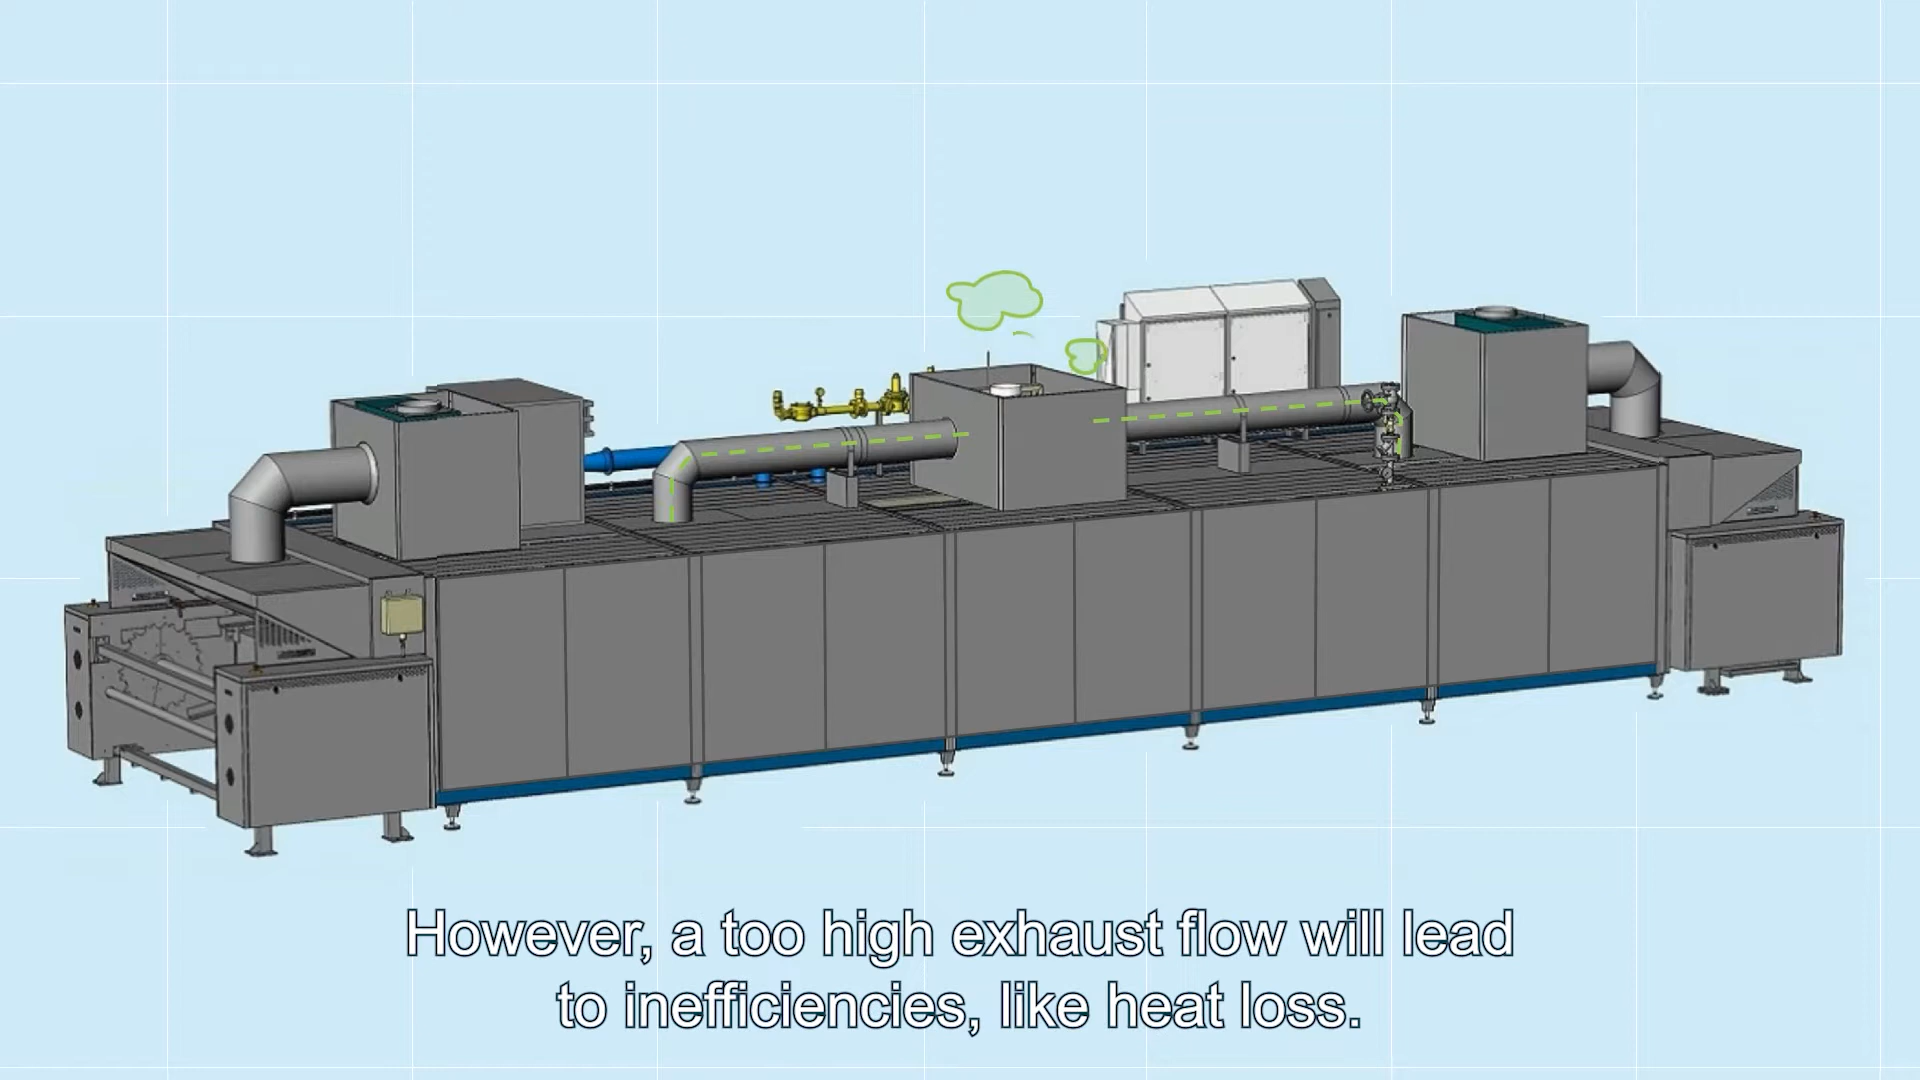 However, a too high exhaust flow will lead
to inefficiencies, like heat loss.